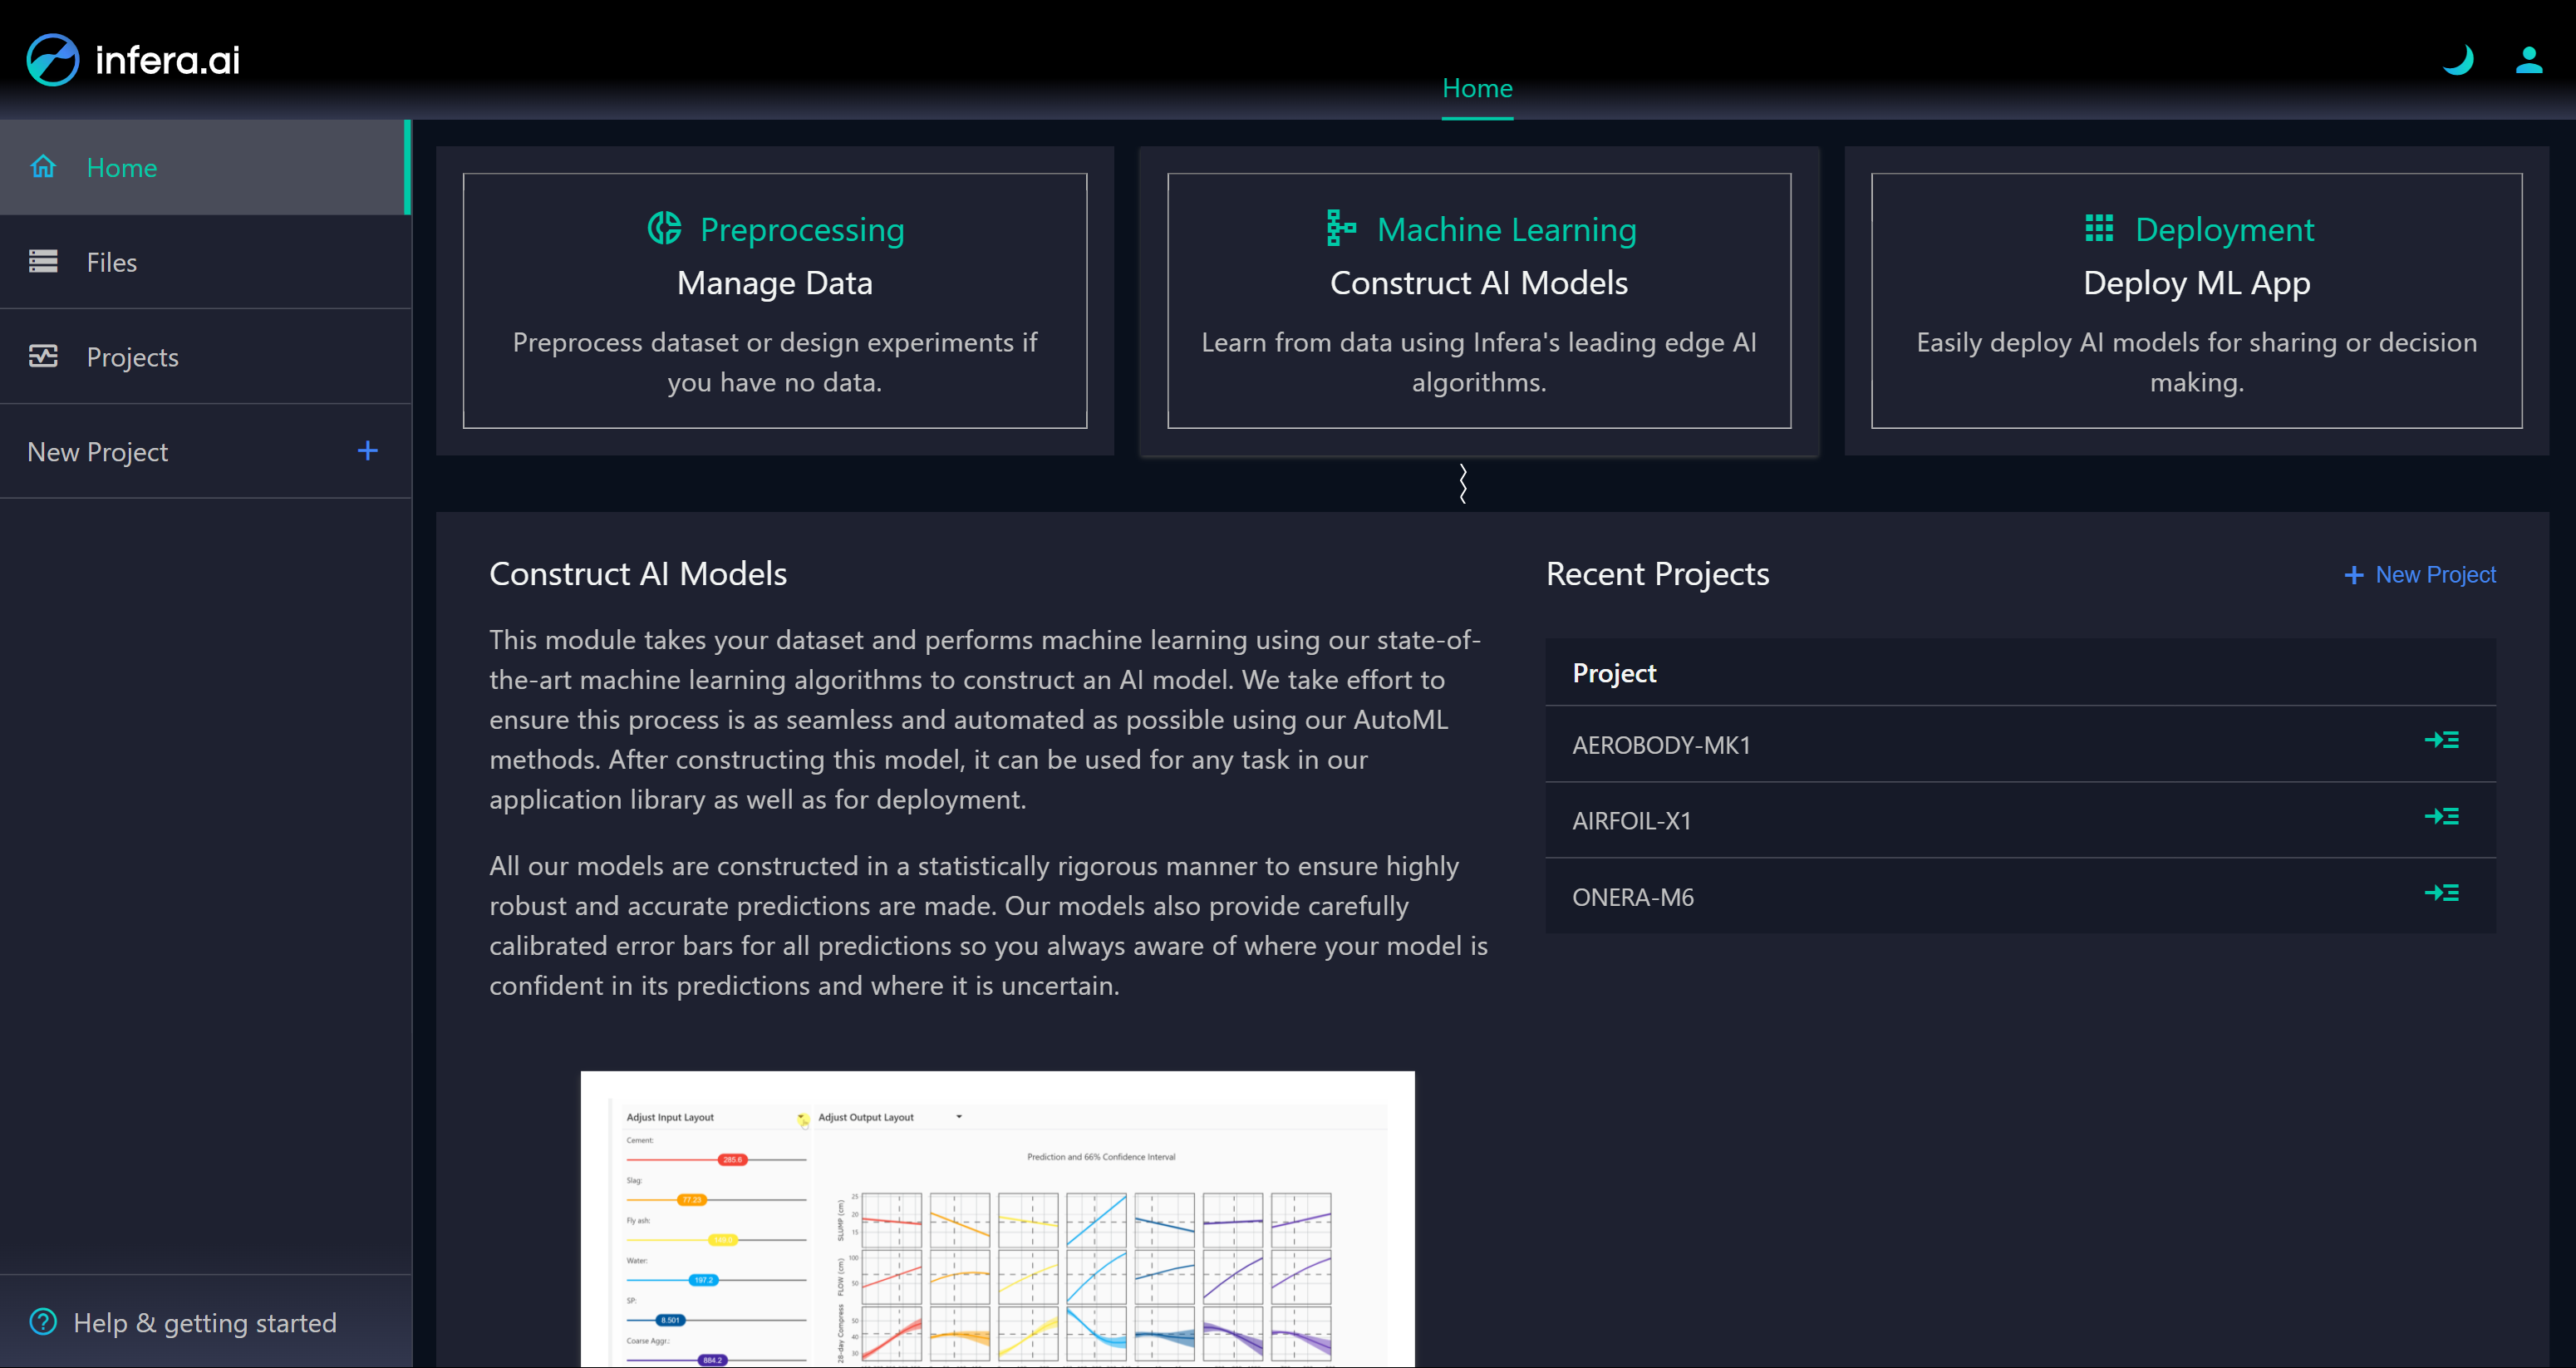 infera.ai
Home
Home
Files
Projects
New Project
Help & getting started
Preprocessing
Manage Data
Preprocess dataset or design experiments if
you have no data.
Machine Learning
Construct AI Models
Learn from data using Infera's leading edge AI
algorithms.
Deployment
Deploy ML App
Easily deploy AI models for sharing or decision
making.
Construct AI Models
This module takes your dataset and performs machine learning using our state-of-
the-art machine learning algorithms to construct an AI model. We take effort to
ensure this process is as seamless and automated as possible using our AutoML
methods. After constructing this model, it can be used for any task in our
application library as well as for deployment.
All our models are constructed in a statistically rigorous manner to ensure highly
robust and accurate predictions are made. Our models also provide carefully
calibrated error bars for all predictions so you always aware of where your model is
confident in its predictions and where it is uncertain.
Recent Projects
New Project
Project
AEROBODY-MK1
AIRFOIL-X1
ONERA-M6
Adjust Input Layout
Cement:
285.6
Slag:
77.23
Fly ash:
Water:
197.2
SP:
8.501
Coarse Aggr.:
884.2
Adjust Output Layout
Prediction and 66% Confidence Interval
SLUMP (cm)
25
20
15
FLOW (cm)
100
50
28-day Compress
50
40
30